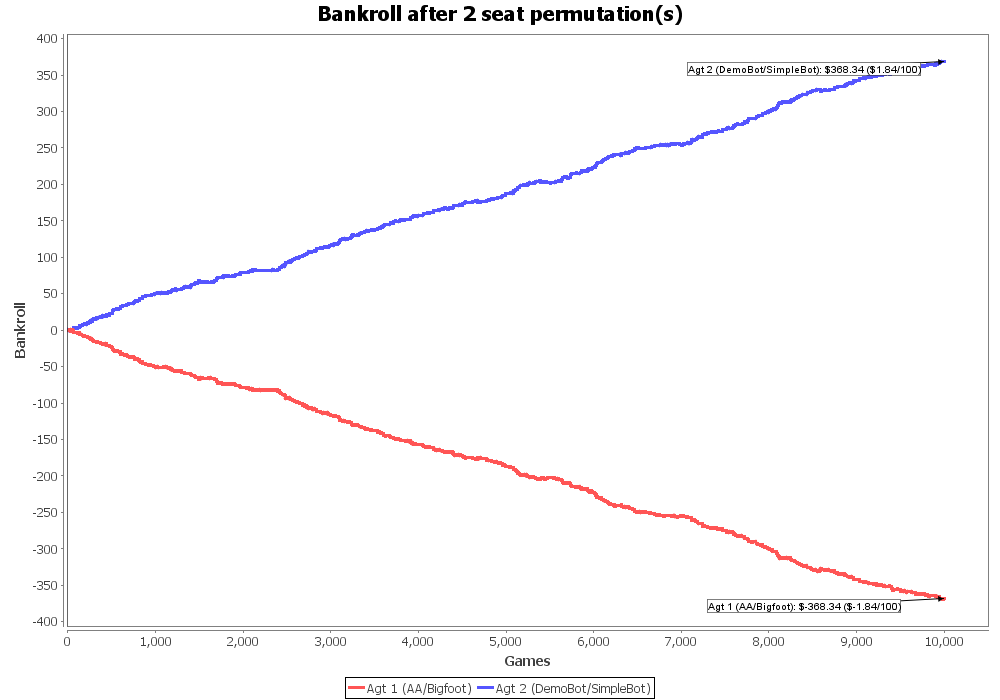 Bankroll after 2 seat permutation(s)
400
350
300
250
200
150
100
50
0
-50
-100
-150
-200
-250
-300
-350
-400
Bankroll
Agt 2 (DemoBot/SimpleBot): $368.34 ($1.84/100)
Agt 1 (AA/Bigfoot): $-368.34 ($-1.84/100)
0 1,000 2,000 3,000 4,000 5,000 6,000 7,000 8,000 9,000 10,000
Games
Agt 1 (AA/Bigfoot) Agt 2 (DemoBot/SimpleBot)